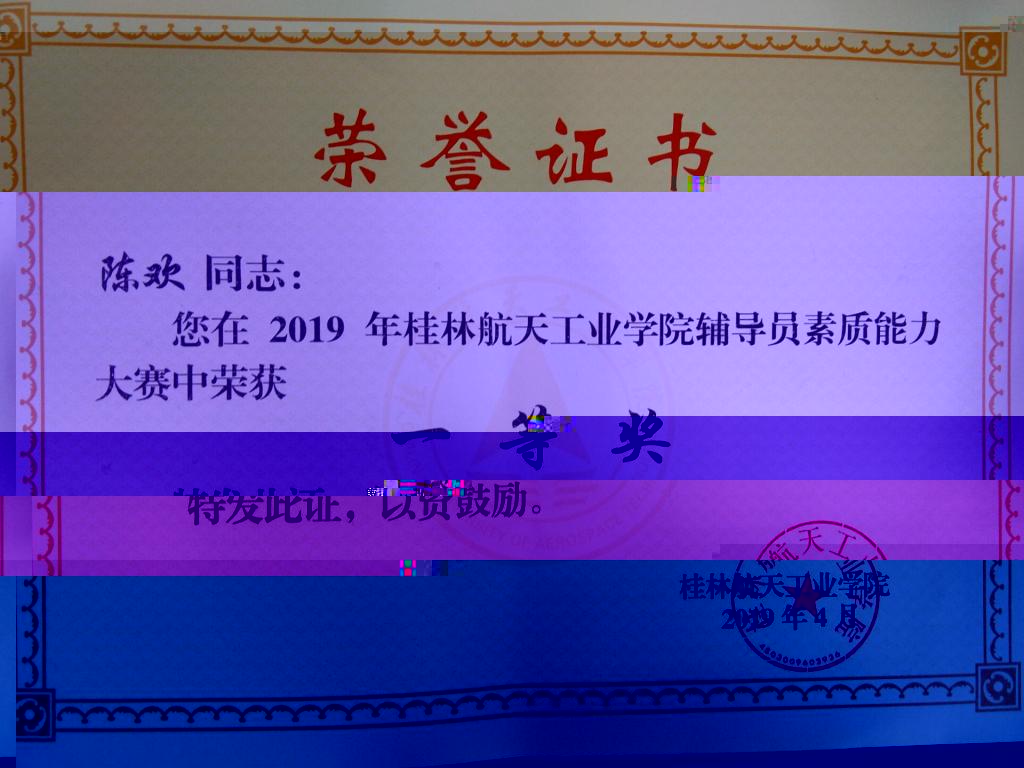 荣誉证书
陈欢 同志：
您在 2019 年桂林航天工业学院辅导员素质能力
大赛中荣获
一等奖
特发此证，以资鼓励。
桂林航天工业学院
2019 年 4 月